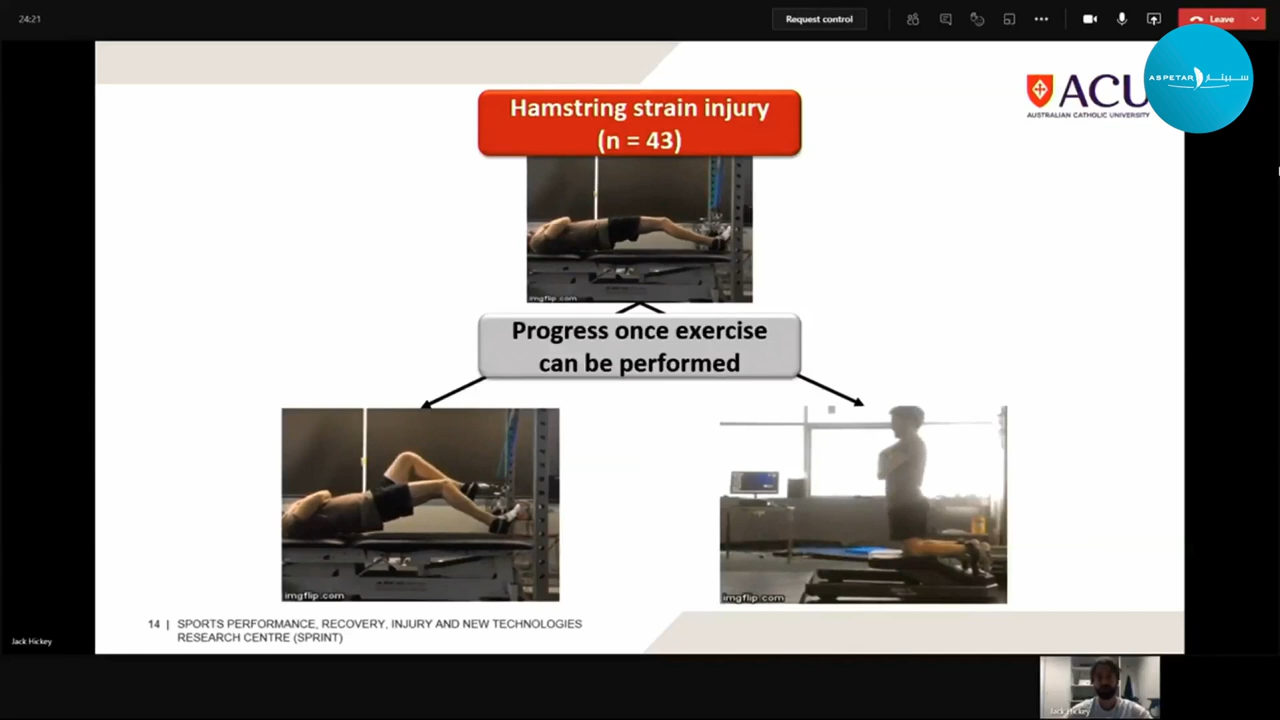 24:21
Request control
Leave
ASPETAR سبيتار
ACU
AUSTRALIAN CATHOLIC UNIVERSITY
Hamstring strain injury
(n = 43)
imgflip.com
Progress once exercise
can be performed
imgflip.com
imgflip.com
14 | SPORTS PERFORMANCE, RECOVERY, INJURY AND NEW TECHNOLOGIES
RESEARCH CENTRE (SPRINT)
Jack Hickey
Jack Hickey